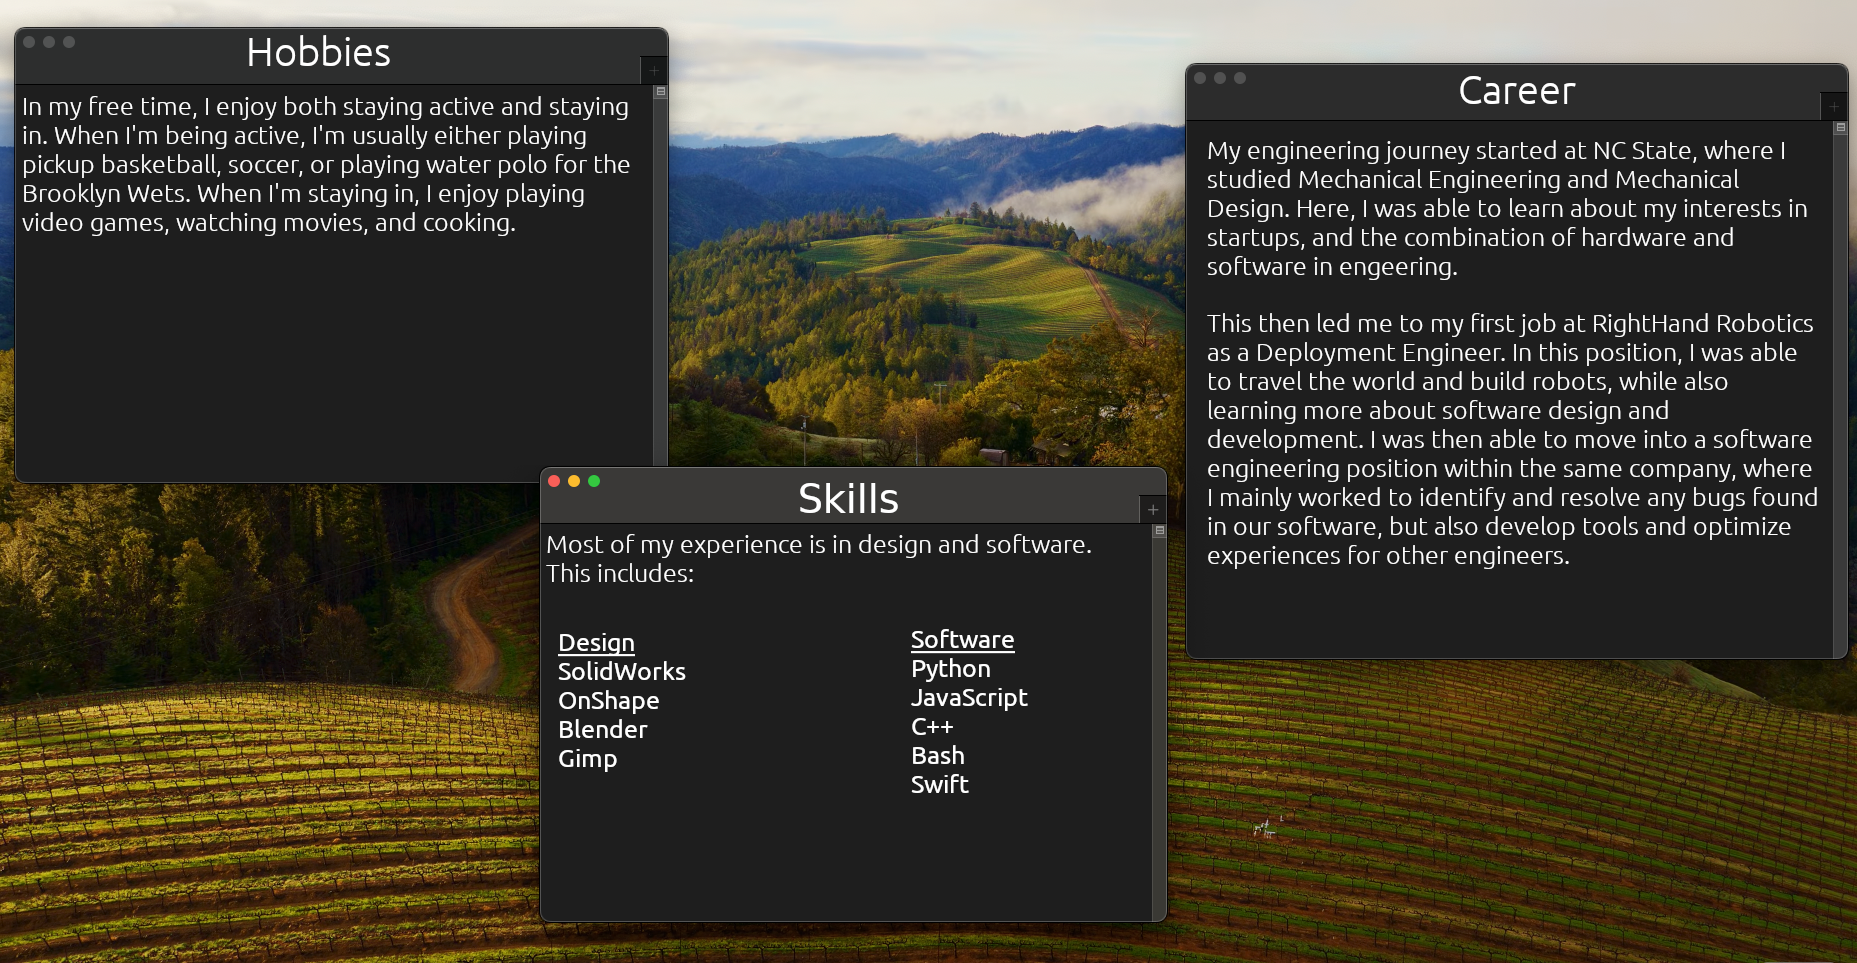 Hobbies
In my free time, I enjoy both staying active and staying
in. When I'm being active, I'm usually either playing
pickup basketball, soccer, or playing water polo for the
Brooklyn Wets. When I'm staying in, I enjoy playing
video games, watching movies, and cooking.
Career
My engineering journey started at NC State, where I
studied Mechanical Engineering and Mechanical
Design. Here, I was able to learn about my interests in
startups, and the combination of hardware and
software in engeering.
This then led me to my first job at RightHand Robotics
as a Deployment Engineer. In this position, I was able
to travel the world and build robots, while also
learning more about software design and
development. I was then able to move into a software
engineering position within the same company, where
I mainly worked to identify and resolve any bugs found
in our software, but also develop tools and optimize
experiences for other engineers.
Skills
Most of my experience is in design and software.
This includes:
Design
SolidWorks
OnShape
Blender
Gimp
Software
Python
JavaScript
C++
Bash
Swift